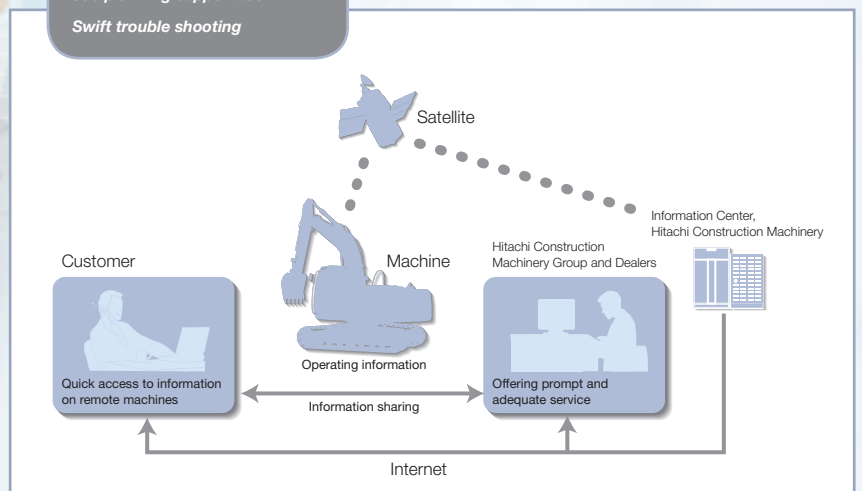 Swift trouble shooting
Satellite
Information Center,
Hitachi Construction Machinery
Hitachi Construction
Machinery Group and Dealers
Customer
Machine
Operating information
Quick access to information
on remote machines
Offering prompt and
adequate service
Information sharing
Internet